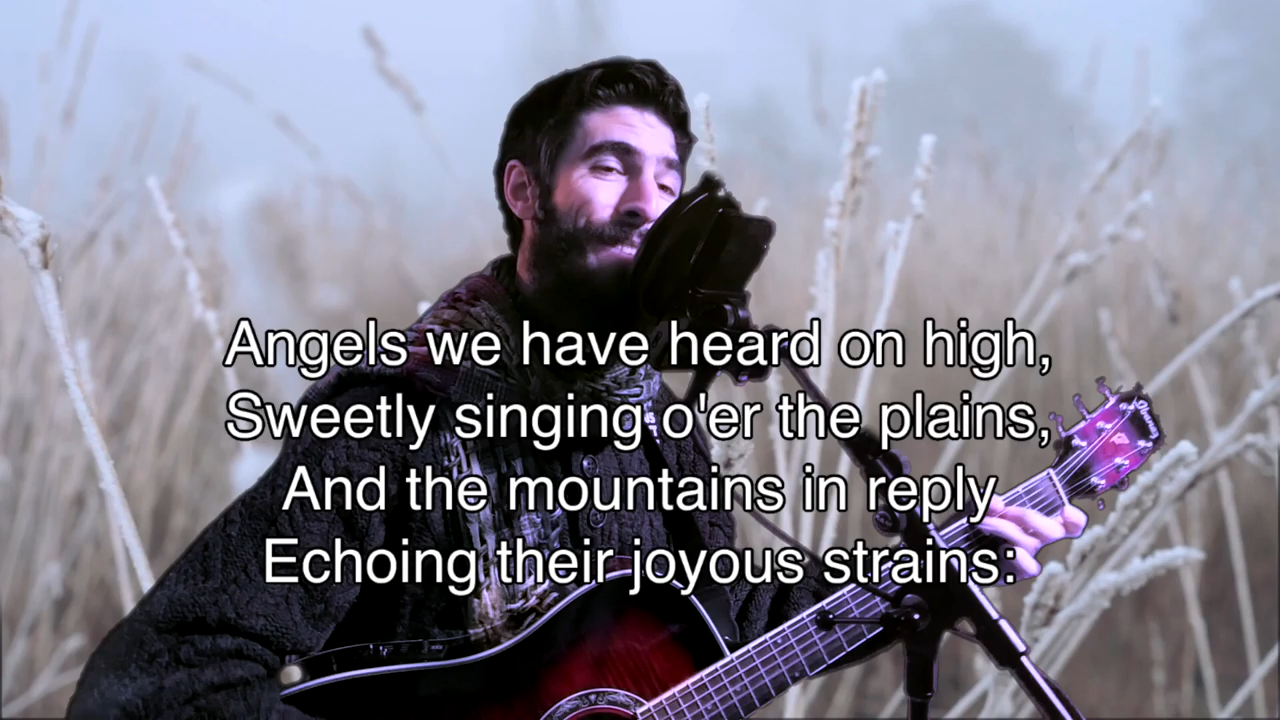 Angels we have heard on high,
Sweetly singing o'er the plains,
And the mountains in reply
Echoing their joyous strains: